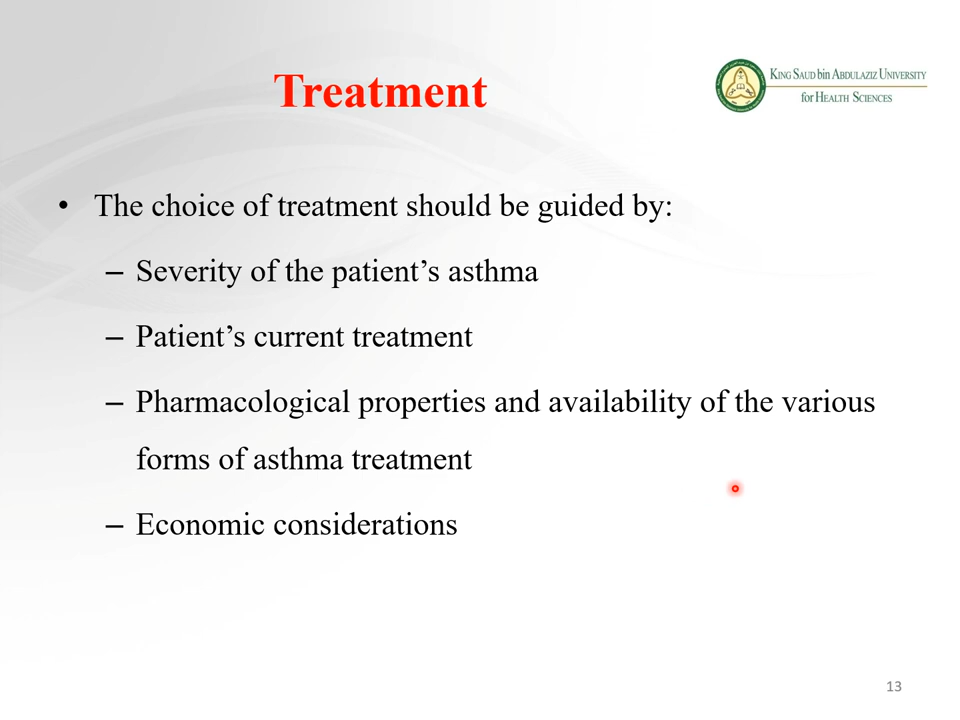 Treatment
KING SAUD bin ABDULAZIZ UNIVERSITY
for HEALTH SCIENCES
• The choice of treatment should be guided by:
– Severity of the patient’s asthma
– Patient’s current treatment
– Pharmacological properties and availability of the various
forms of asthma treatment
– Economic considerations
13